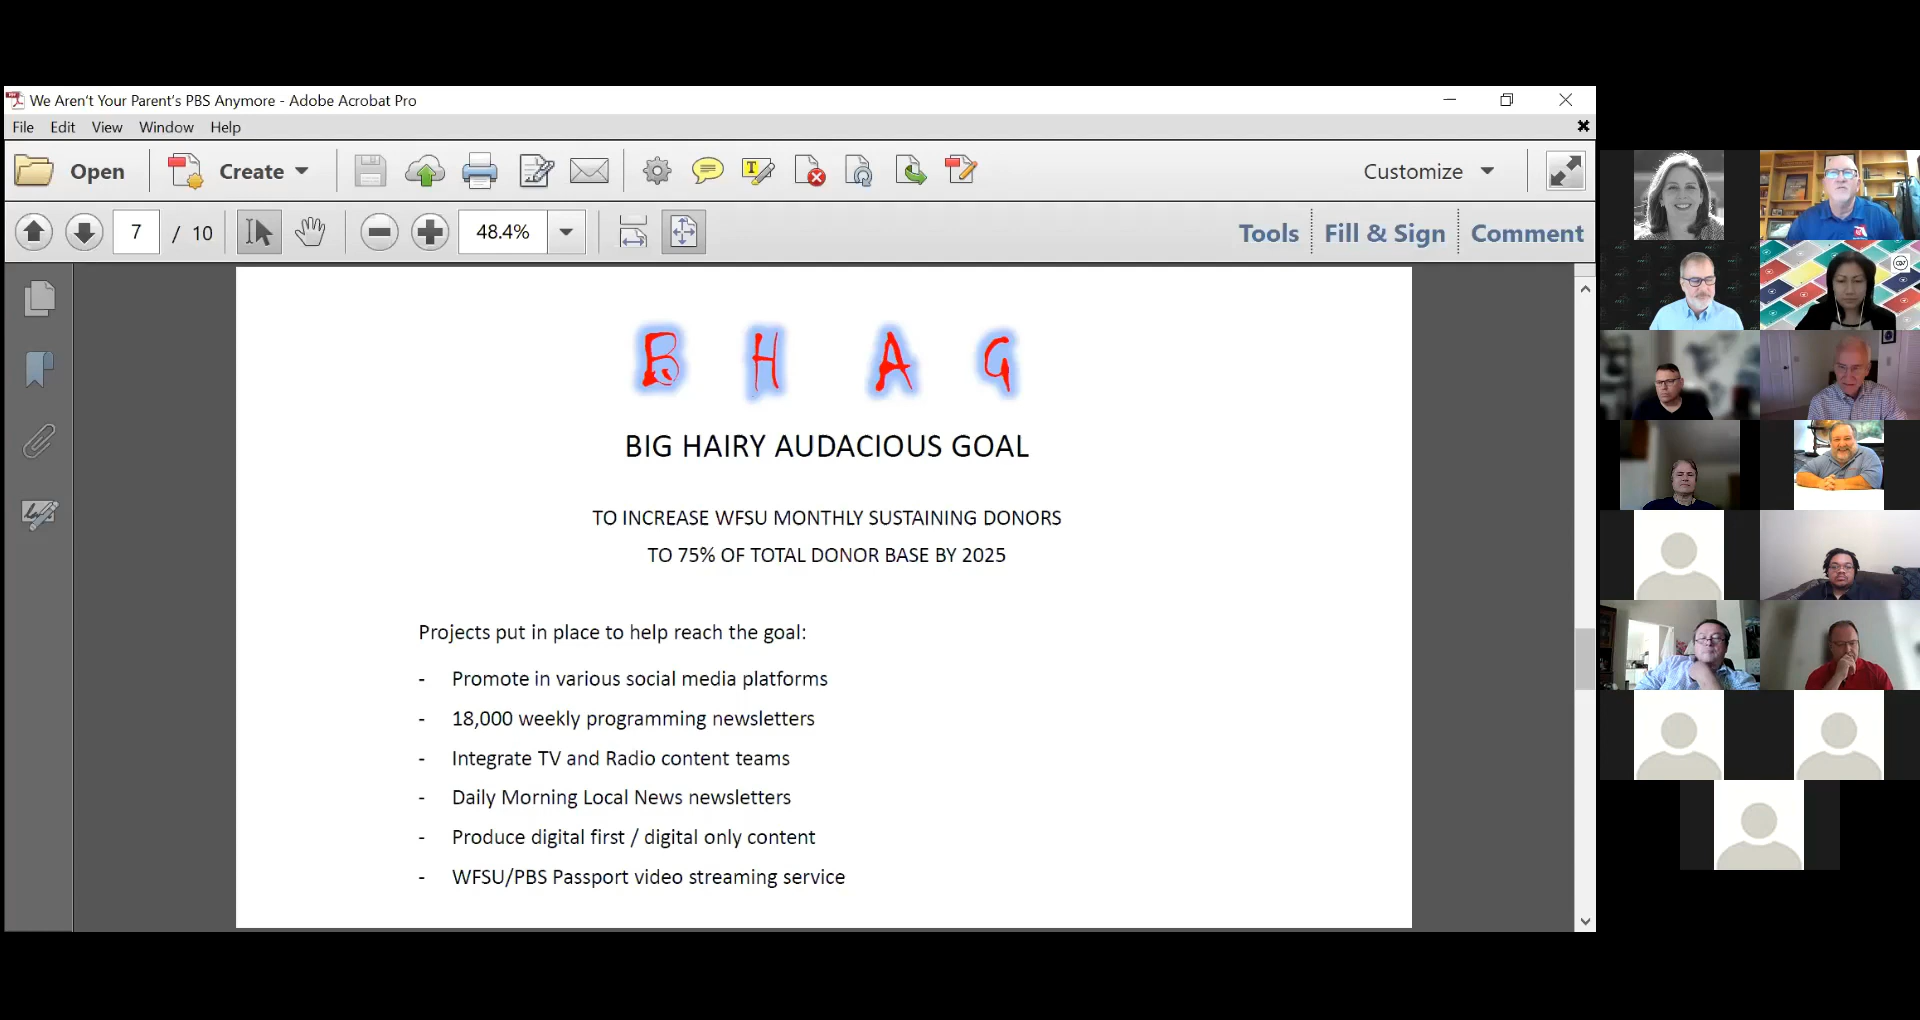 We Aren't Your Parent's PBS Anymore - Adobe Acrobat Pro
File Edit View Window Help
Open Create Customize
7 / 10 48.4% Tools Fill & Sign Comment
B H A G
BIG HAIRY AUDACIOUS GOAL
TO INCREASE WFSU MONTHLY SUSTAINING DONORS
TO 75% OF TOTAL DONOR BASE BY 2025
Projects put in place to help reach the goal:
- Promote in various social media platforms
- 18,000 weekly programming newsletters
- Integrate TV and Radio content teams
- Daily Morning Local News newsletters
- Produce digital first / digital only content
- WFSU/PBS Passport video streaming service